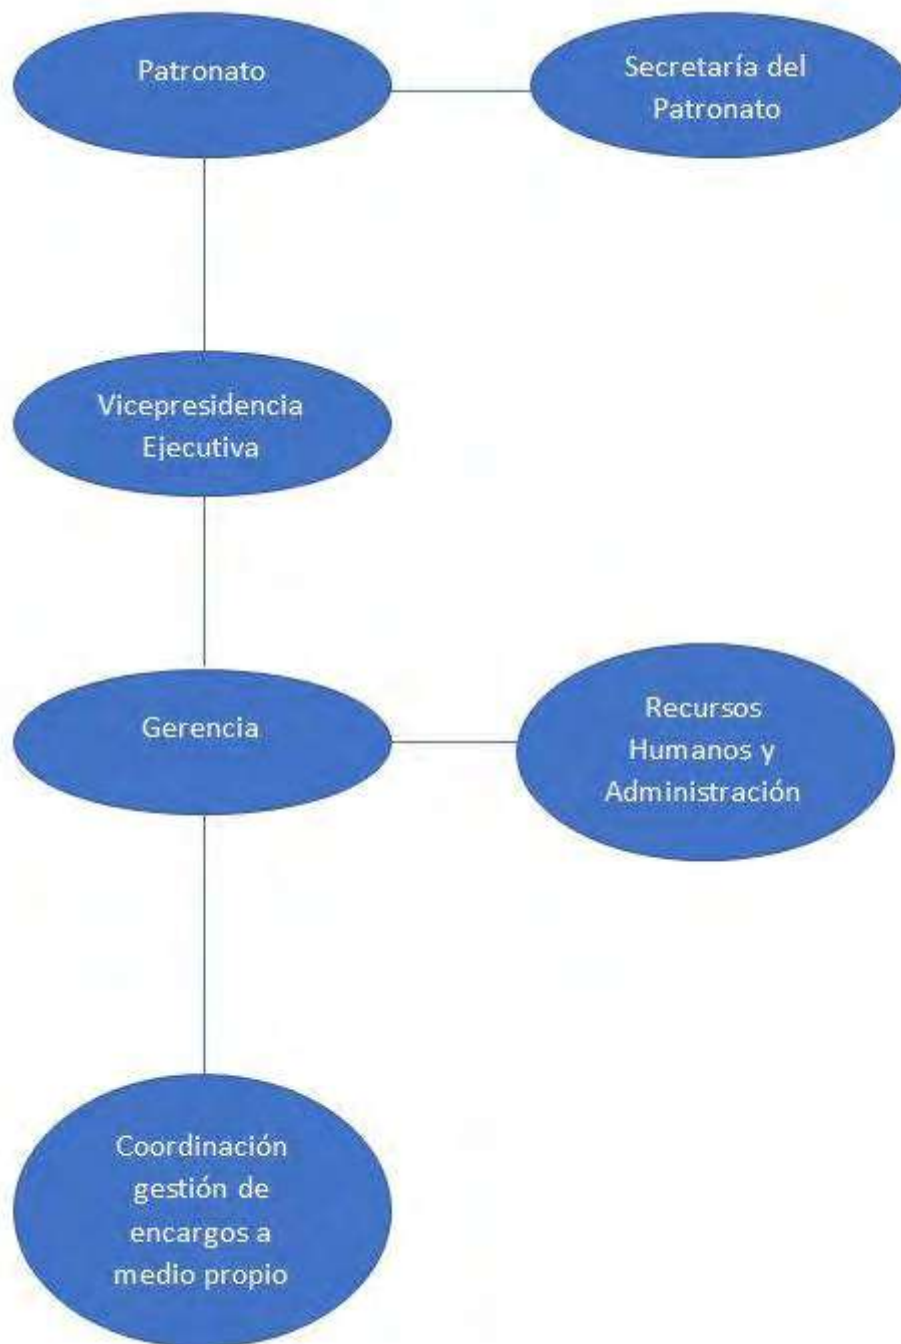 Patronato
Secretaría del
Patronato
Vicepresidencia
Ejecutiva
Gerencia
Recursos
Humanos y
Administración
Coordinación
gestión de
encargos a
medio propio